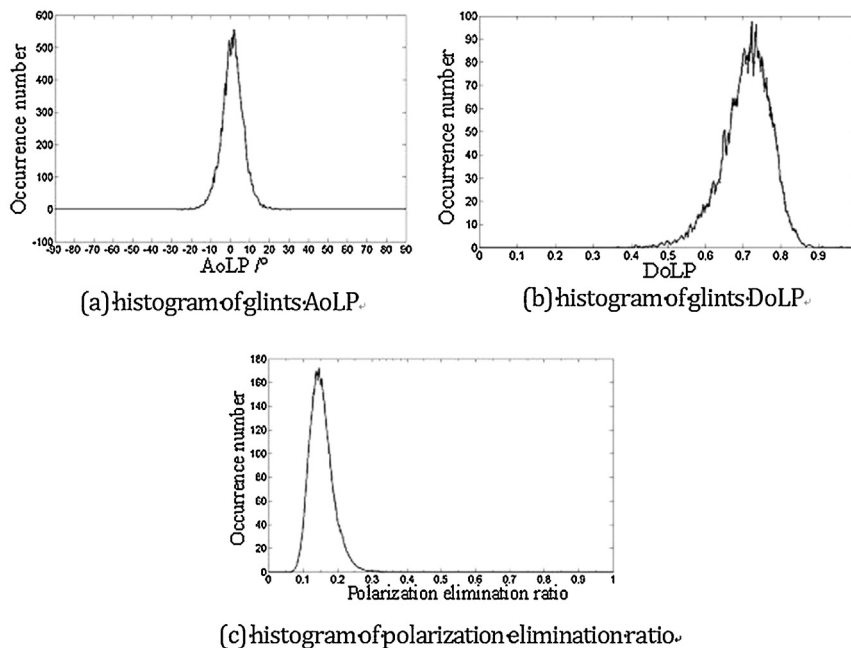 600
500
400
300
200
100
0
-100
-90 -80 -70 -60 -50 -40 -30 -20 -10 0 10 20 30 40 50 60 70 80 90
Occurrence number
AoLP /°
(a) histogram of glints AoLP
100
90
80
70
60
50
40
30
20
10
0
0 0.1 0.2 0.3 0.4 0.5 0.6 0.7 0.8 0.9
Occurrence number
DoLP
(b) histogram of glints DoLP
180
160
140
120
100
80
60
40
20
0
0 0.1 0.2 0.3 0.4 0.5 0.6 0.7 0.8 0.9 1
Occurrence number
Polarization elimination ratio
(c) histogram of polarization elimination ratio